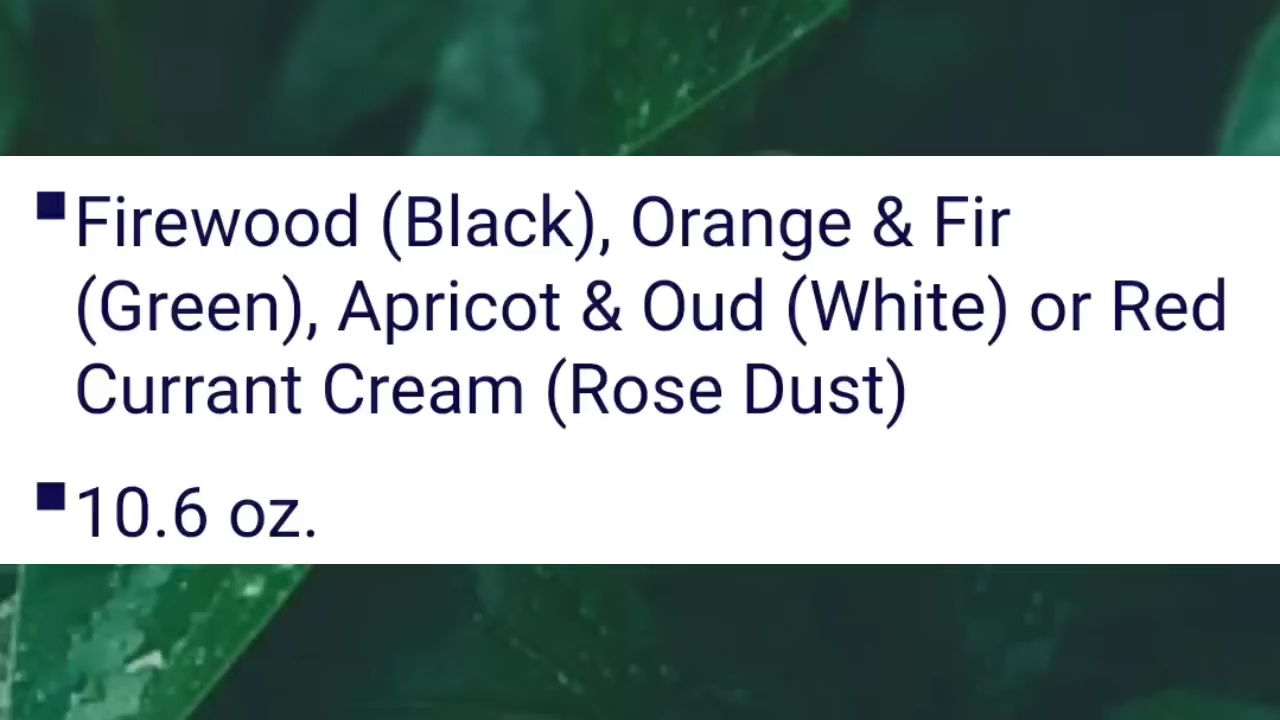 ▪Firewood (Black), Orange & Fir
(Green), Apricot & Oud (White) or Red
Currant Cream (Rose Dust)
▪10.6 oz.